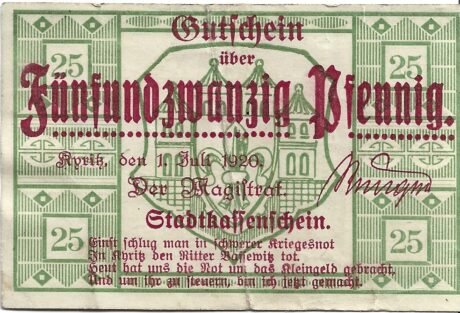 Gutschein
über
25 25
Fünfundzwanzig Pfennig.
Kyritz, den 1. Juli 1920.
Der Magistrat.
Stadtkassenschein.
25 25
Einst schlug man in schwerer Kriegesnot
In Kyritz den Ritter Bassewitz tot.
Heut hat uns die Not um das Kleingeld gebracht,
Und um ihr zu steuern, bin ich jetzt gemacht.